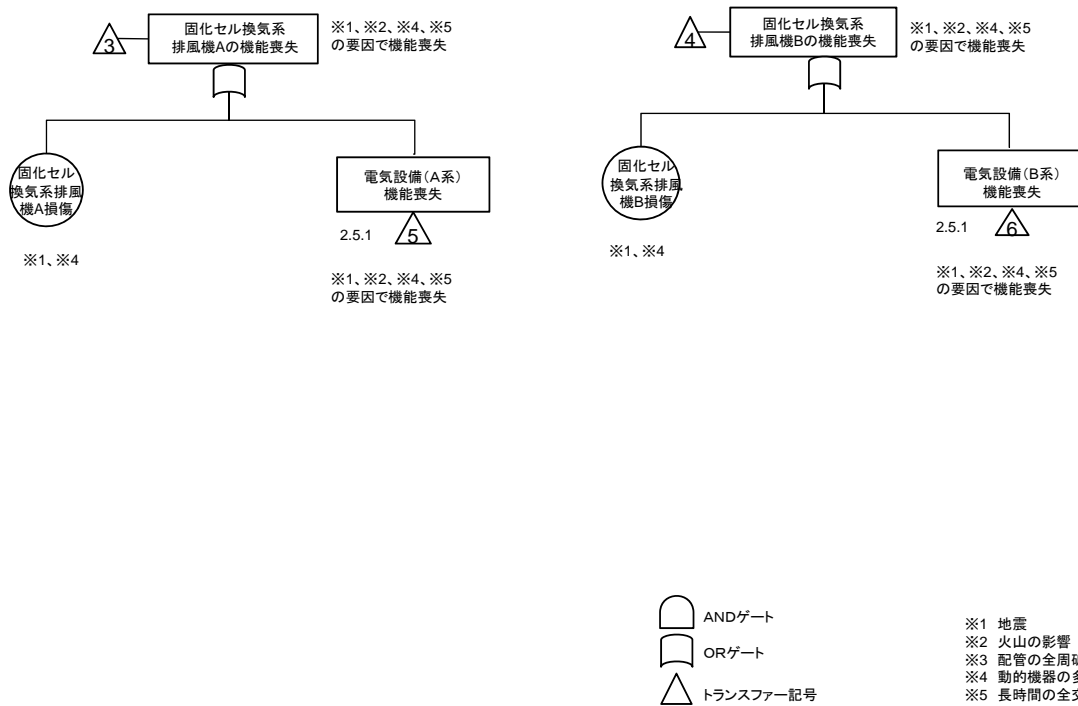 3
固化セル換気系
排風機Aの機能喪失
※1、※2、※4、※5
の要因で機能喪失
固化セル
換気系排風
機A損傷
※1、※4
電気設備(A系)
機能喪失
2.5.1
5
※1、※2、※4、※5
の要因で機能喪失
4
固化セル換気系
排風機Bの機能喪失
※1、※2、※4、※5
の要因で機能喪失
固化セル
換気系排風
機B損傷
※1、※4
電気設備(B系)
機能喪失
2.5.1
6
※1、※2、※4、※5
の要因で機能喪失
ANDゲート
ORゲート
トランスファー記号
※1 地震
※2 火山の影響
※3 配管の全周
※4 動的機器の
※5 長時間の全